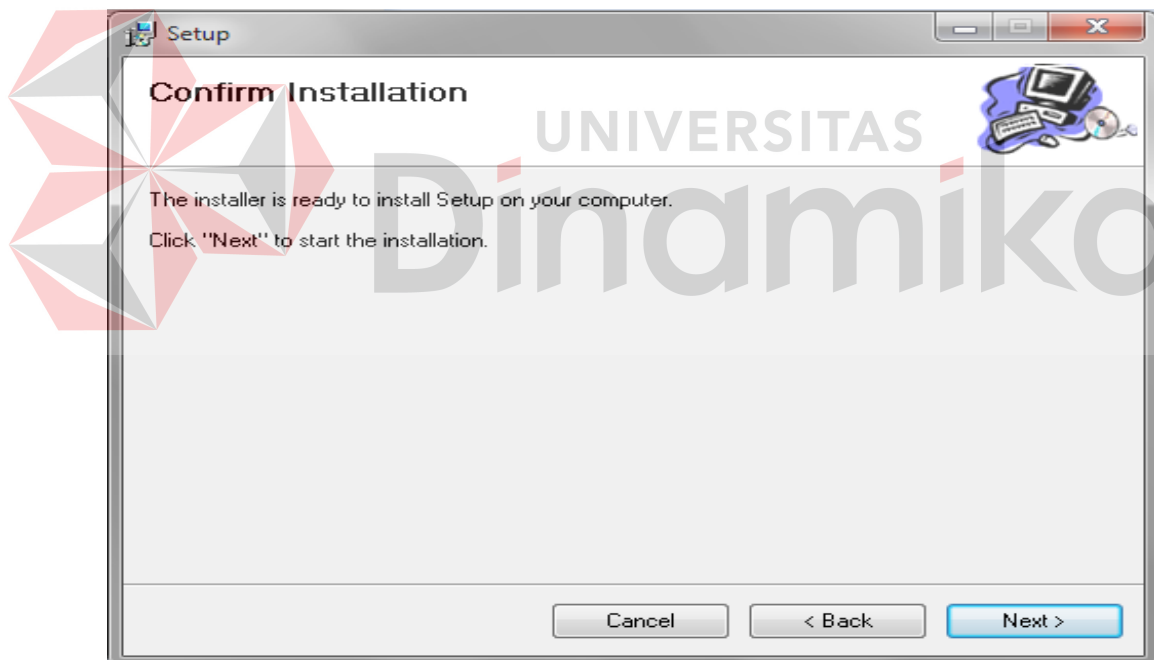 Setup
Confirm Installation
UNIVERSITAS
Dinamika
The installer is ready to install Setup on your computer.
Click "Next" to start the installation.
Cancel
< Back
Next >